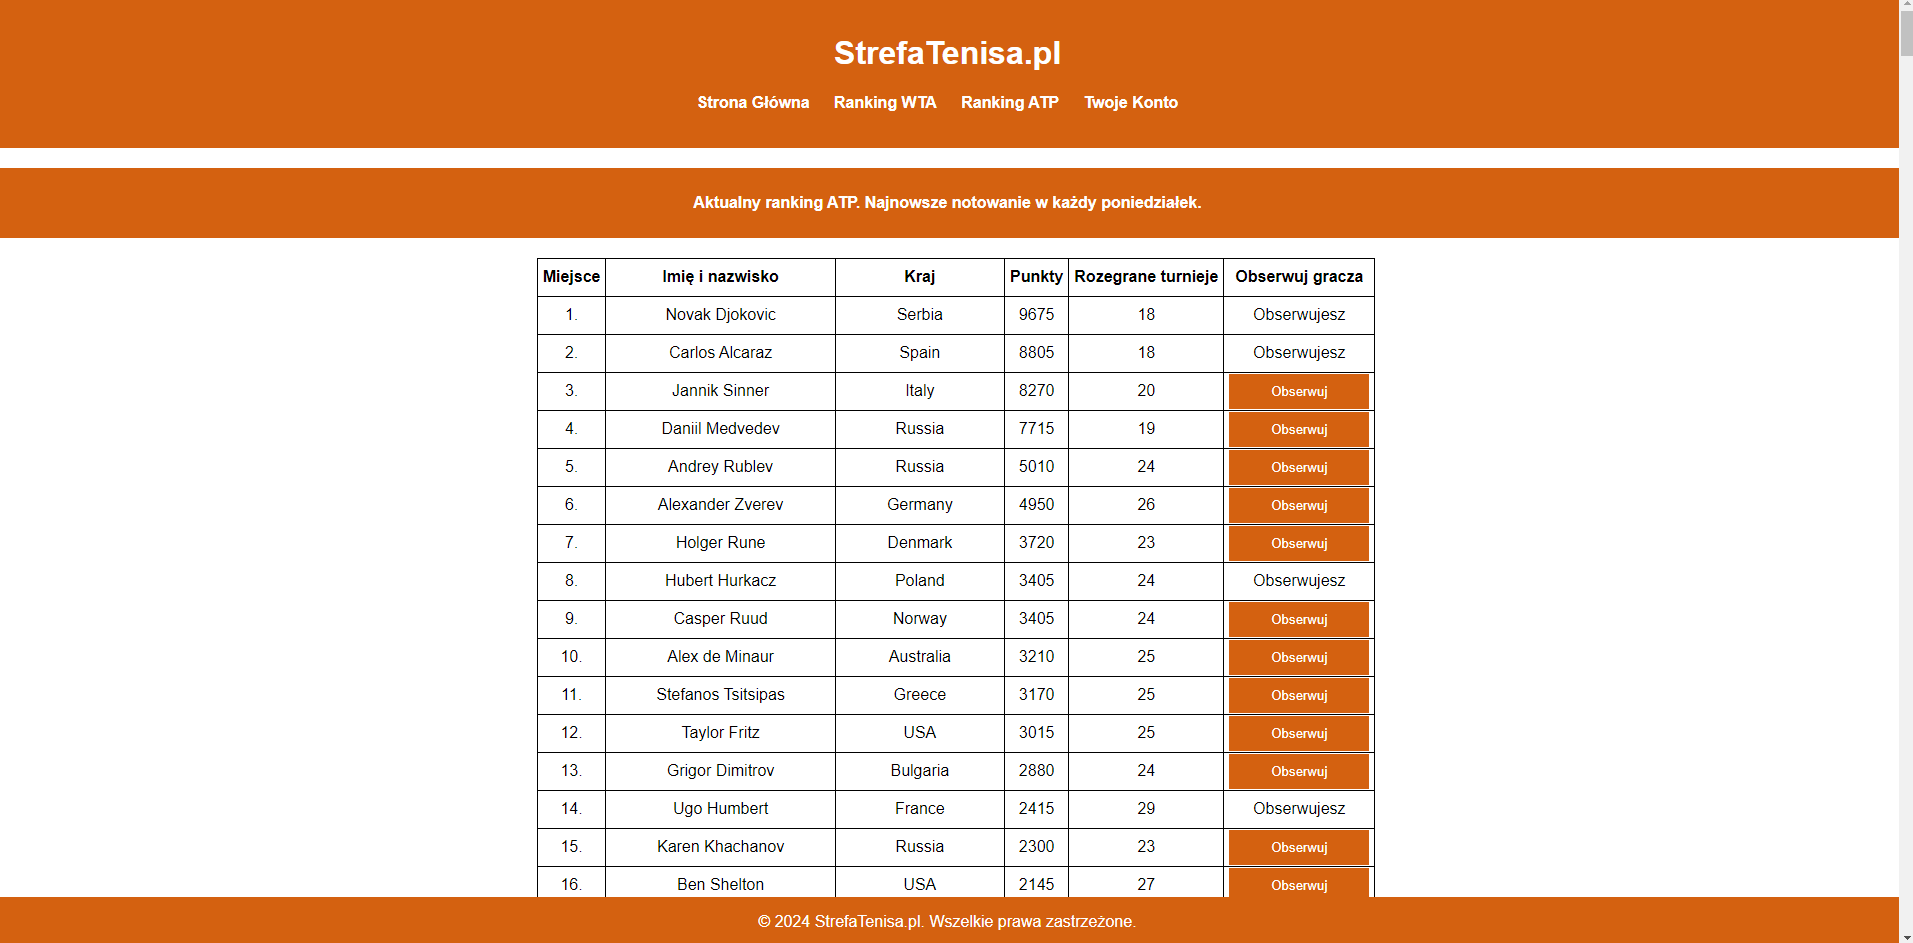 StrefaTenisa.pl
Strona Główna Ranking WTA Ranking ATP Twoje Konto
Aktualny ranking ATP. Najnowsze notowanie w każdy poniedziałek.
Miejsce Imię i nazwisko Kraj Punkty Rozegrane turnieje Obserwuj gracza
1. Novak Djokovic Serbia 9675 18 Obserwujesz
2. Carlos Alcaraz Spain 8805 18 Obserwujesz
3. Jannik Sinner Italy 8270 20 Obserwuj
4. Daniil Medvedev Russia 7715 19 Obserwuj
5. Andrey Rublev Russia 5010 24 Obserwuj
6. Alexander Zverev Germany 4950 26 Obserwuj
7. Holger Rune Denmark 3720 23 Obserwuj
8. Hubert Hurkacz Poland 3405 24 Obserwujesz
9. Casper Ruud Norway 3405 24 Obserwuj
10. Alex de Minaur Australia 3210 25 Obserwuj
11. Stefanos Tsitsipas Greece 3170 25 Obserwuj
12. Taylor Fritz USA 3015 25 Obserwuj
13. Grigor Dimitrov Bulgaria 2880 24 Obserwuj
14. Ugo Humbert France 2415 29 Obserwujesz
15. Karen Khachanov Russia 2300 23 Obserwuj
16. Ben Shelton USA 2145 27 Obserwuj
© 2024 StrefaTenisa.pl. Wszelkie prawa zastrzeżone.